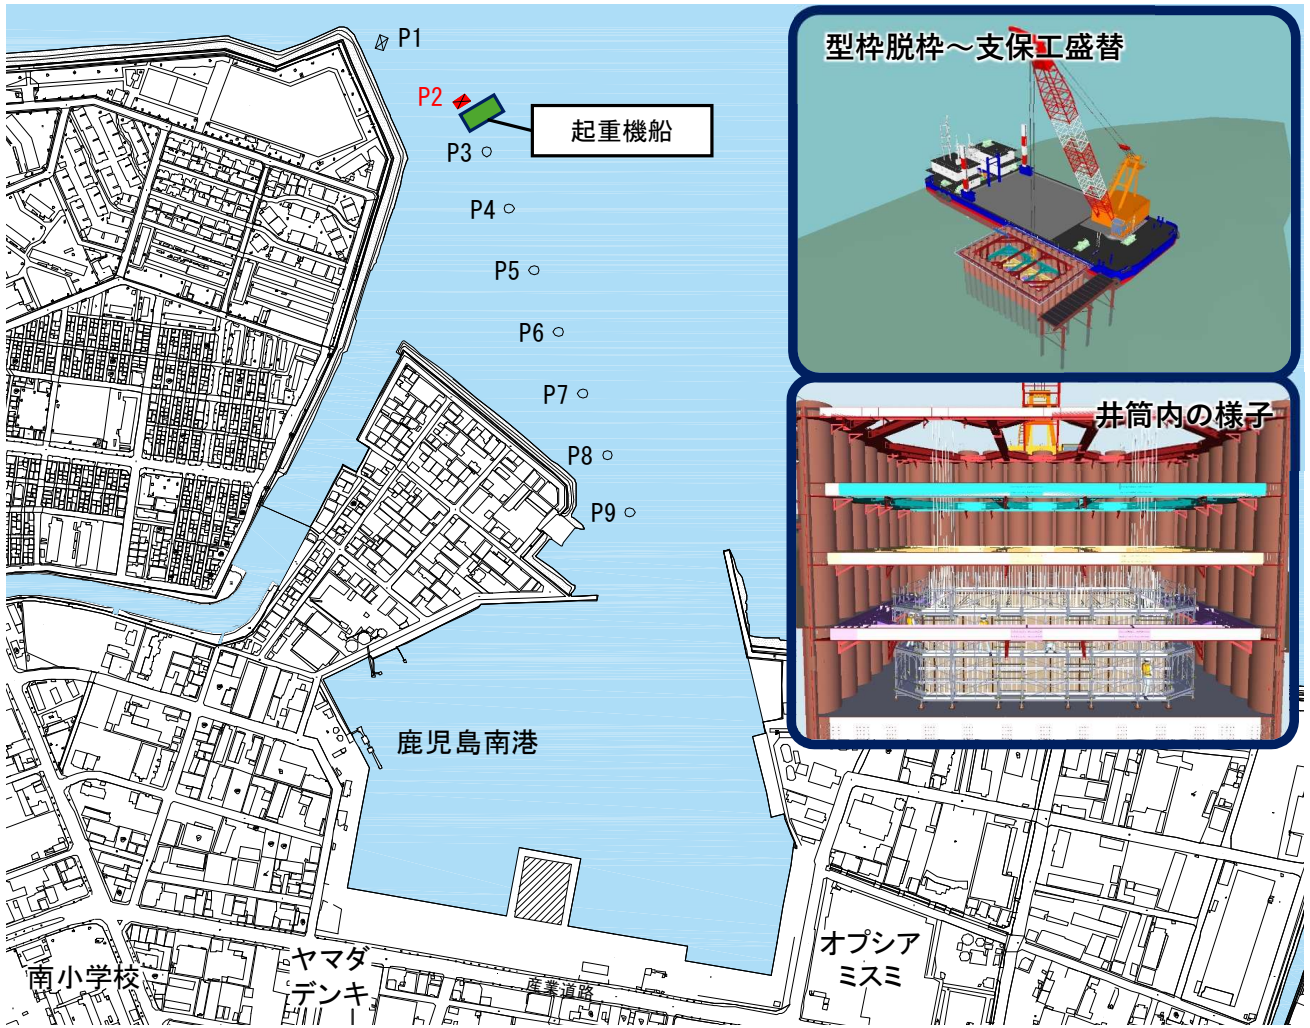 P1
P2
起重機船
P3
P4
P5
P6
P7
P8
P9
型枠脱枠～支保工盛替
井筒内の様子
鹿児島南港
南小学校
ヤマダ
デンキ
産業道路
オプシア
ミスミ